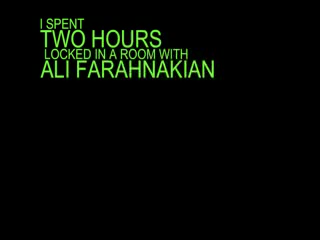 I SPENT
TWO HOURS
LOCKED IN A ROOM WITH
ALI FARAHNAKIAN